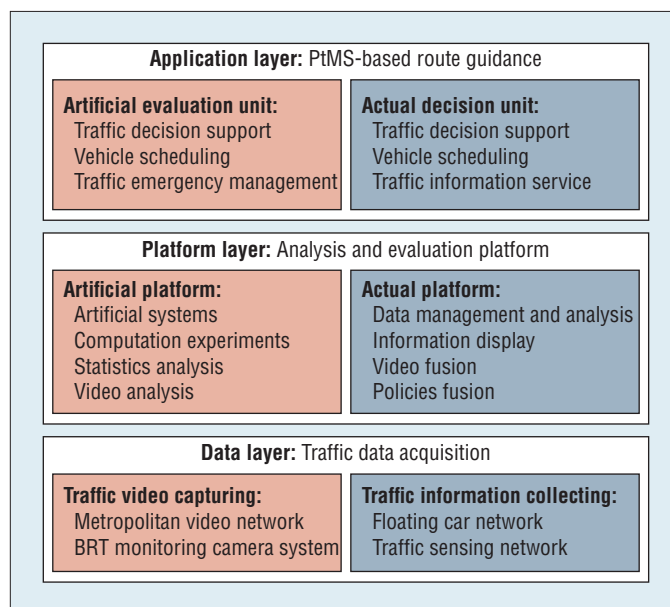 Application layer: PtMS-based route guidance
Artificial evaluation unit:
Traffic decision support
Vehicle scheduling
Traffic emergency management
Actual decision unit:
Traffic decision support
Vehicle scheduling
Traffic information service
Platform layer: Analysis and evaluation platform
Artificial platform:
Artificial systems
Computation experiments
Statistics analysis
Video analysis
Actual platform:
Data management and analysis
Information display
Video fusion
Policies fusion
Data layer: Traffic data acquisition
Traffic video capturing:
Metropolitan video network
BRT monitoring camera system
Traffic information collecting:
Floating car network
Traffic sensing network